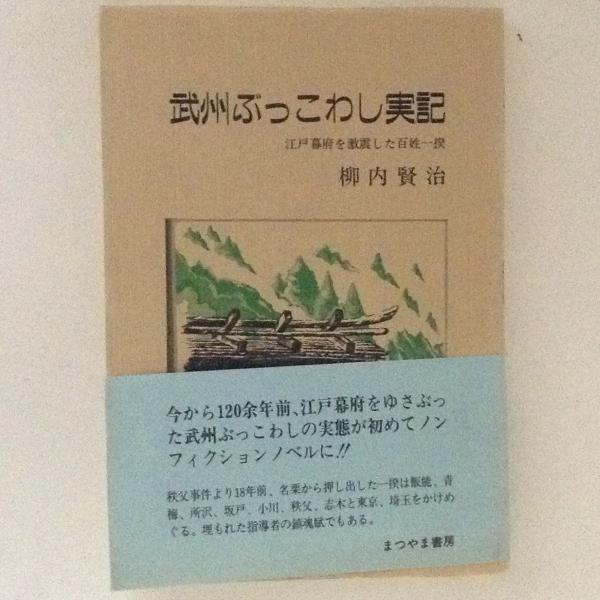 武州ぶっこわし実記
江戸幕府を激震した百姓一揆
柳内賢治
今から120余年前、江戸幕府をゆさぶっ
た武州ぶっこわしの実態が初めてノン
フィクションノベルに!!
秩父事件より18年前、名栗から押し出した一揆は飯能、青
梅、所沢、坂戸、小川、秩父、志木と東京、埼玉をかけめ
ぐる。埋もれた指導者の鎮魂賦でもある。
まつやま書房